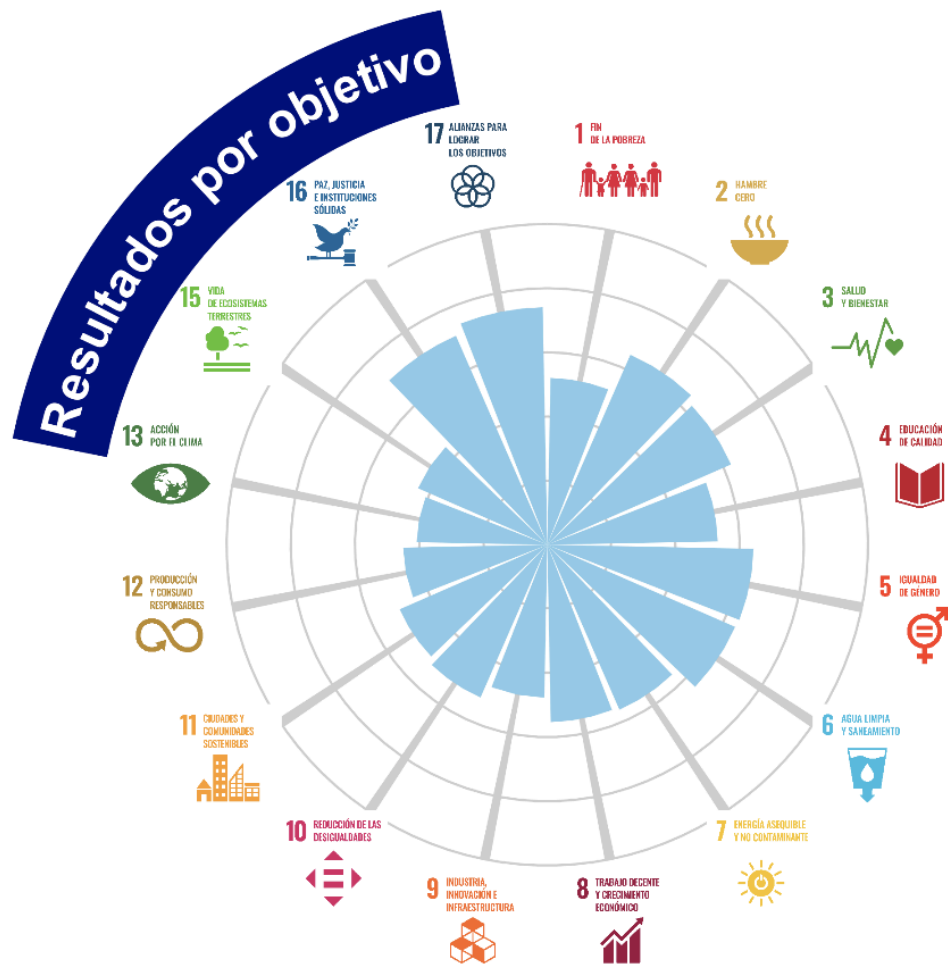 Resultados por objetivo
17 ALIANZAS PARA
LOGRAR
LOS OBJETIVOS
1 FIN
DE LA POBREZA
2 HAMBRE
CERO
3 SALUD
Y BIENESTAR
4 EDUCACIÓN
DE CALIDAD
5 IGUALDAD
DE GÉNERO
6 AGUA LIMPIA
Y SANEAMIENTO
7 ENERGÍA ASEQUIBLE
Y NO CONTAMINANTE
8 TRABAJO DECENTE
Y CRECIMIENTO
ECONÓMICO
9 INDUSTRIA,
INNOVACIÓN E
INFRAESTRUCTURA
10 REDUCCIÓN DE LAS
DESIGUALDADES
11 CIUDADES Y
COMUNIDADES
SOSTENIBLES
12 PRODUCCIÓN
Y CONSUMO
RESPONSABLES
13 ACCIÓN
POR EL CLIMA
15 VIDA
DE ECOSISTEMAS
TERRESTRES
16 PAZ, JUSTICIA
E INSTITUCIONES
SÓLIDAS